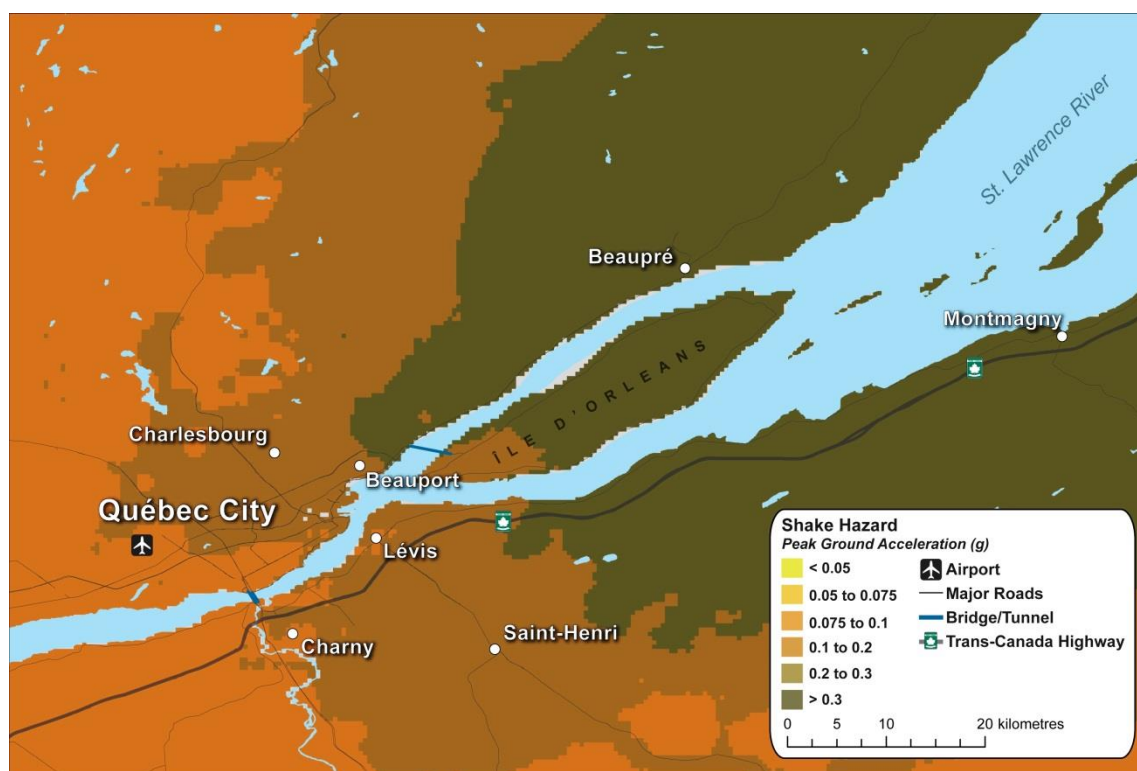 St. Lawrence River
Beaupré
Montmagny
ÎLE D'ORLEANS
Charlesbourg
Beauport
Québec City
Lévis
Charny
Saint-Henri
Shake Hazard
Peak Ground Acceleration (g)
< 0.05
0.05 to 0.075
0.075 to 0.1
0.1 to 0.2
0.2 to 0.3
> 0.3
Airport
Major Roads
Bridge/Tunnel
Trans-Canada Highway
0 5 10 20 kilometres